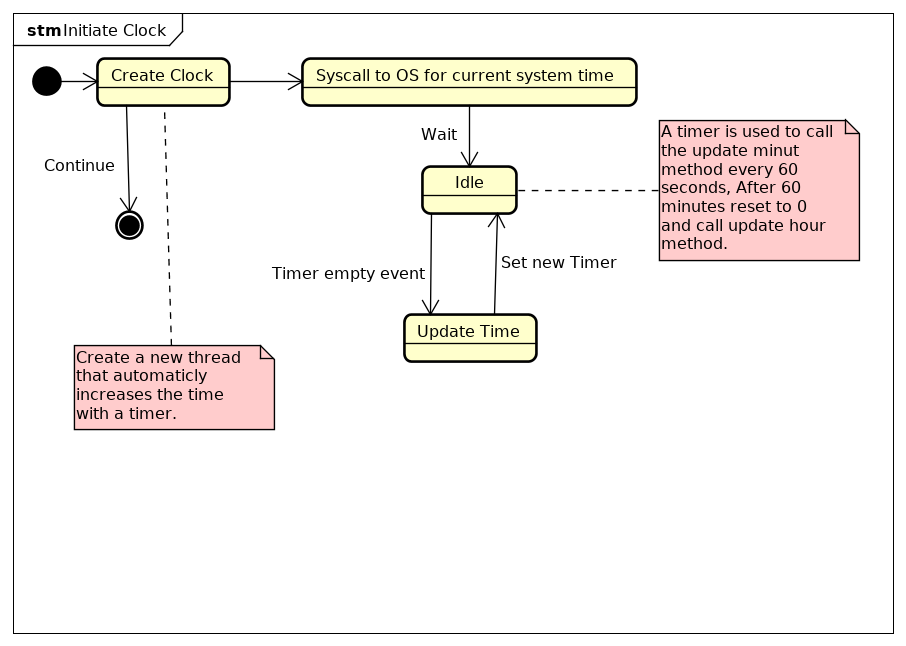 stm Initiate Clock
Create Clock
Syscall to OS for current system time
Continue
Wait
Idle
A timer is used to call
the update minut
method every 60
seconds, After 60
minutes reset to 0
and call update hour
method.
Timer empty event
Set new Timer
Update Time
Create a new thread
that automaticly
increases the time
with a timer.